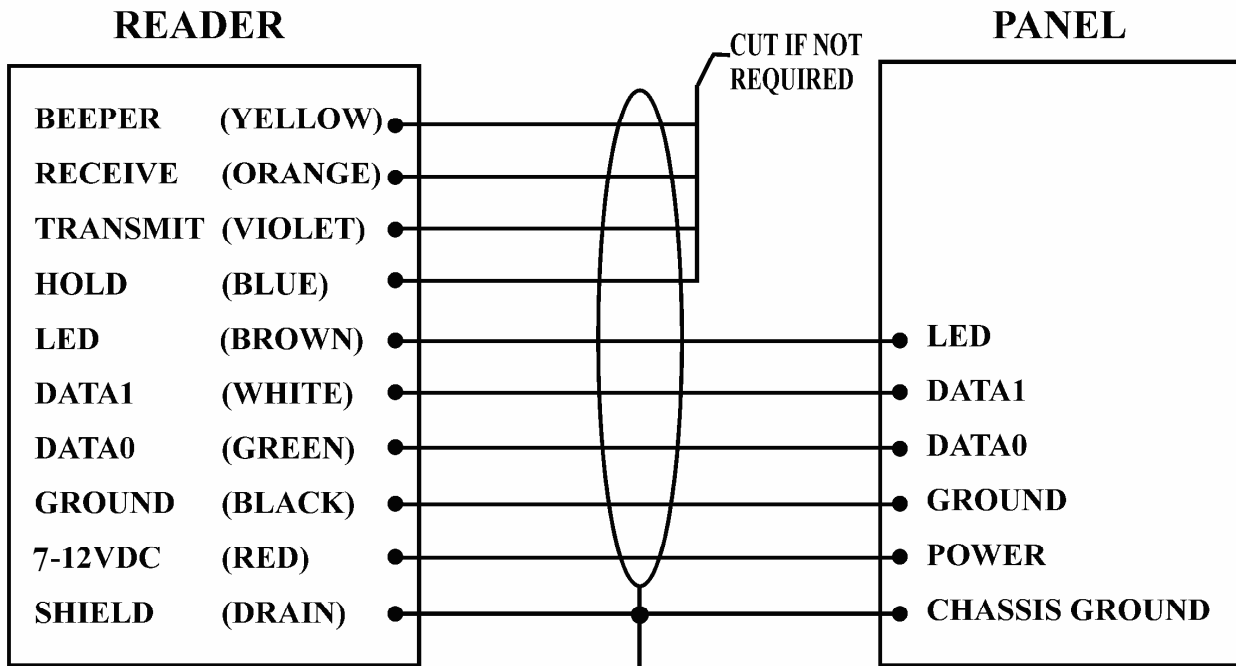 READER
PANEL
CUT IF NOT
REQUIRED
BEEPER (YELLOW)
RECEIVE (ORANGE)
TRANSMIT (VIOLET)
HOLD (BLUE)
LED (BROWN)
DATA1 (WHITE)
DATA0 (GREEN)
GROUND (BLACK)
7-12VDC (RED)
SHIELD (DRAIN)
LED
DATA1
DATA0
GROUND
POWER
CHASSIS GROUND